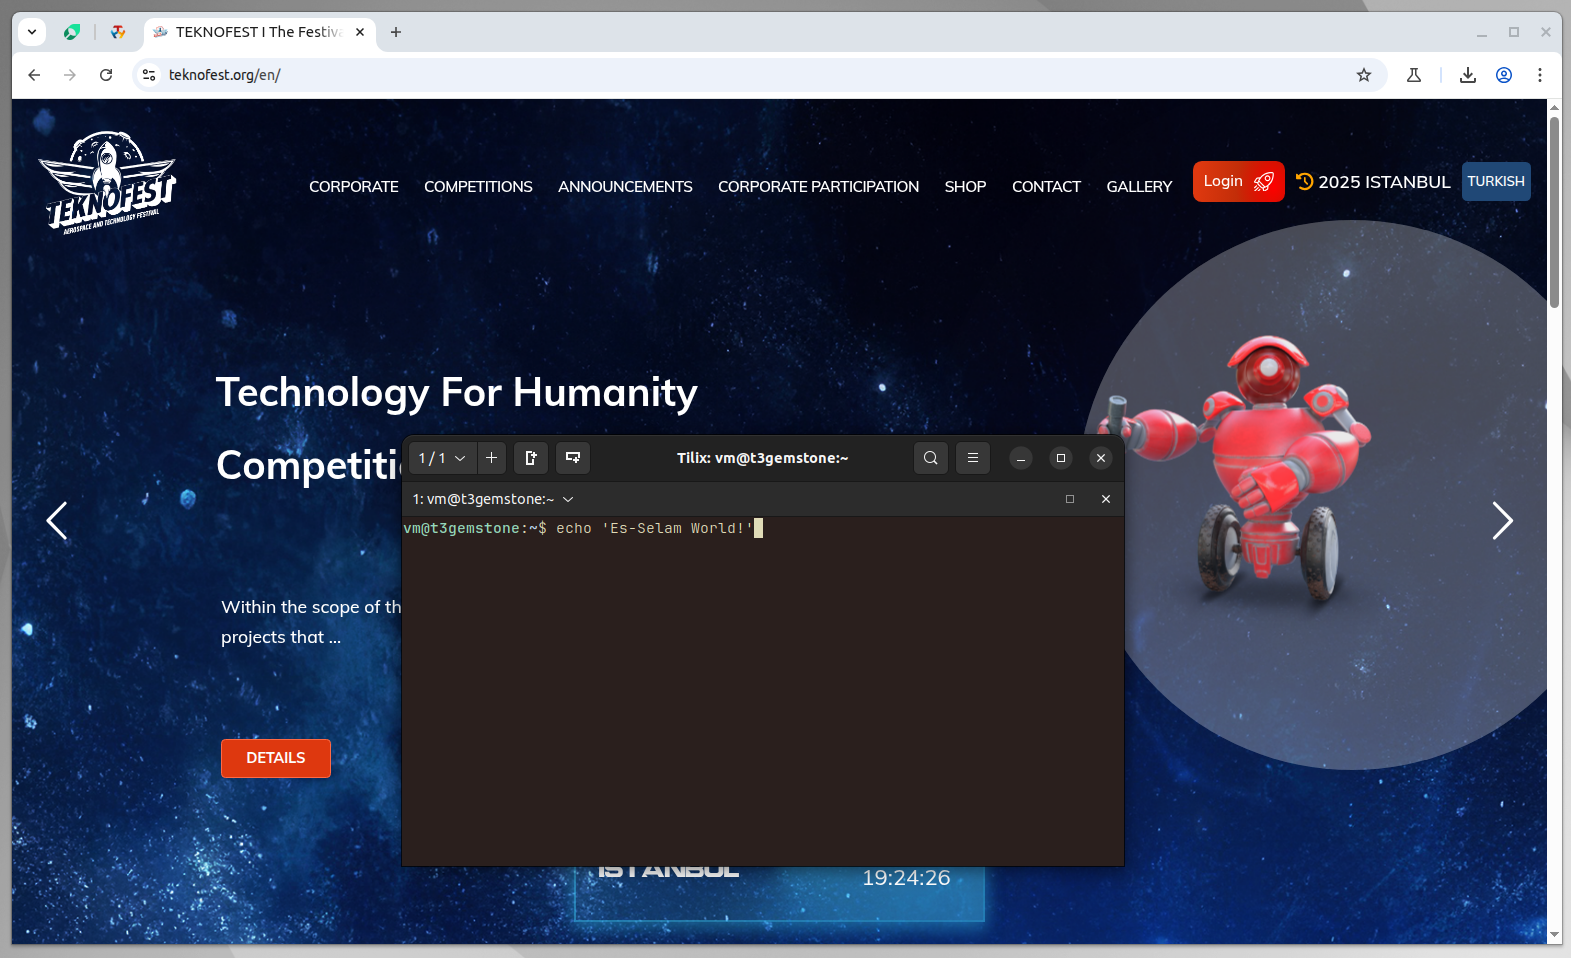 TEKNOFEST I The Festiva
teknofest.org/en/
TEKNOFEST
AEROSPACE AND TECHNOLOGY FESTIVAL
CORPORATE
COMPETITIONS
ANNOUNCEMENTS
CORPORATE PARTICIPATION
SHOP
CONTACT
GALLERY
Login
2025 ISTANBUL
TURKISH
Technology For Humanity
Competiti
1 / 1
Tilix: vm@t3gemstone:~
1: vm@t3gemstone:~
vm@t3gemstone:~$ echo 'Es-Selam World!'
Within the scope of th
projects that ...
DETAILS
ISTANBUL
19:24:26